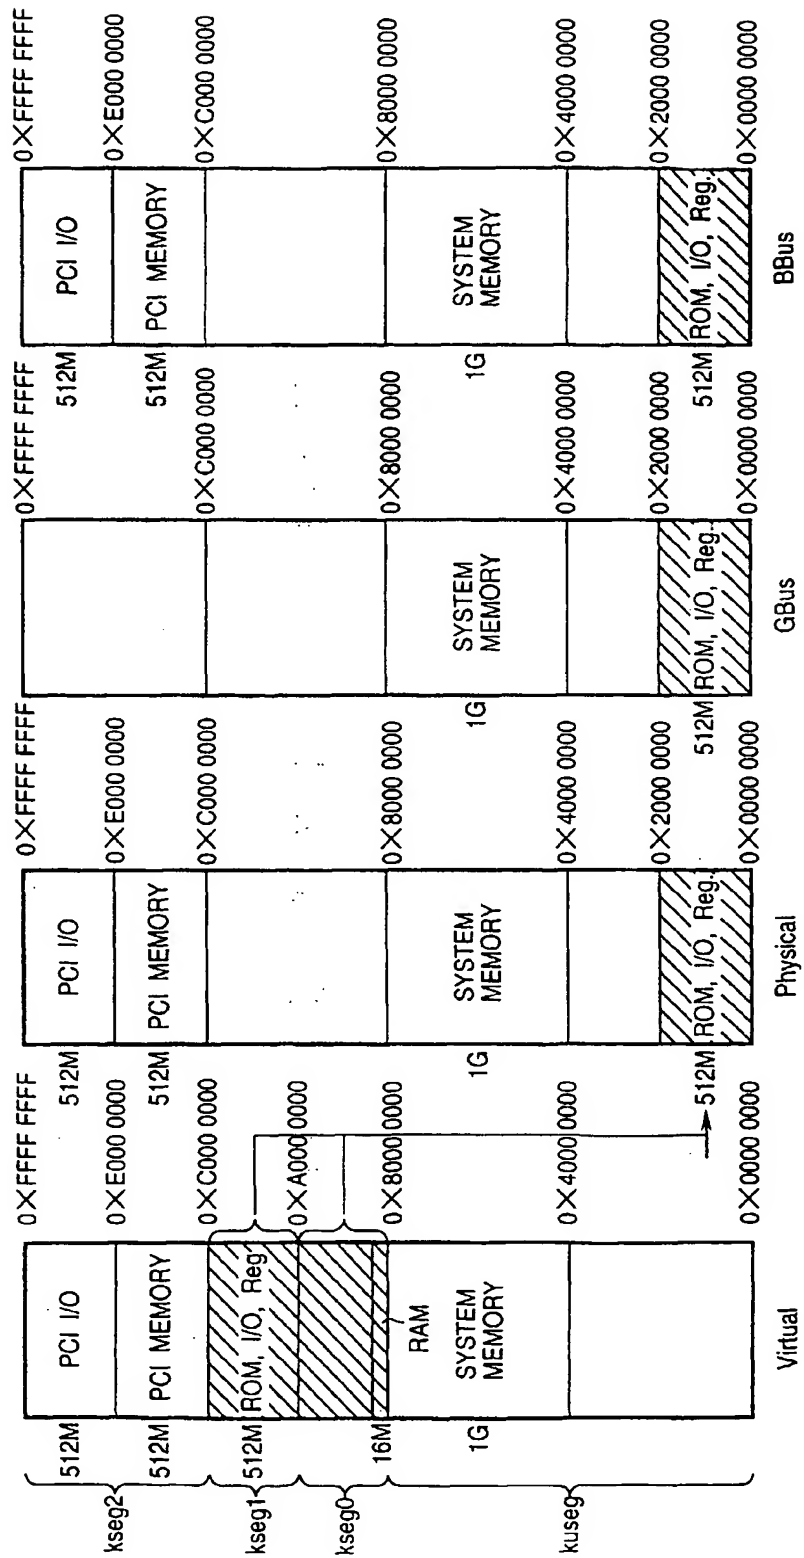 kseg2
kseg1
kseg0
kuseg
512M
512M
512M
16M
1G
PCI I/O
PCI MEMORY
ROM, I/O, Reg
RAM
SYSTEM
MEMORY
0×FFFF FFFF
0×E000 0000
0×C000 0000
0×A000 0000
0×8000 0000
0×4000 0000
0×0000 0000
Virtual
512M
512M
1G
512M
PCI I/O
PCI MEMORY
SYSTEM
MEMORY
ROM, I/O, Reg.
0×FFFF FFFF
0×E000 0000
0×C000 0000
0×8000 0000
0×4000 0000
0×2000 0000
0×0000 0000
Physical
1G
512M
SYSTEM
MEMORY
ROM, I/O, Reg.
0×FFFF FFFF
0×C000 0000
0×8000 0000
0×4000 0000
0×2000 0000
0×0000 0000
GBus
512M
512M
1G
512M
PCI I/O
PCI MEMORY
SYSTEM
MEMORY
ROM, I/O, Reg.
0×FFFF FFFF
0×E000 0000
0×C000 0000
0×8000 0000
0×4000 0000
0×2000 0000
0×0000 0000
BBus